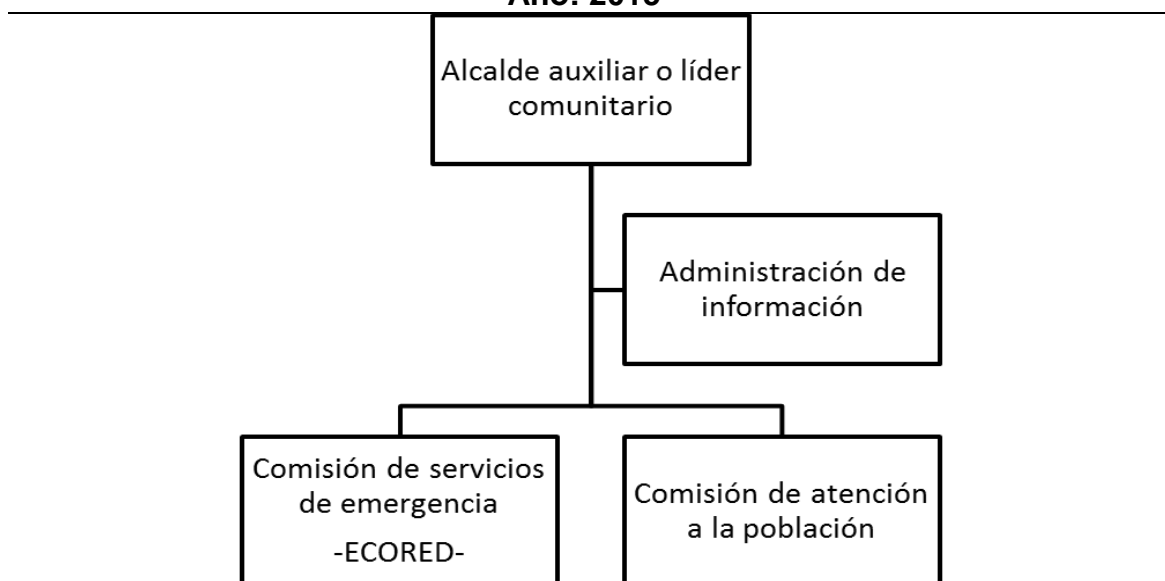 Alcalde auxiliar o líder
comunitario
Administración de
información
Comisión de servicios
de emergencia
-ECORED-
Comisión de atención
a la población